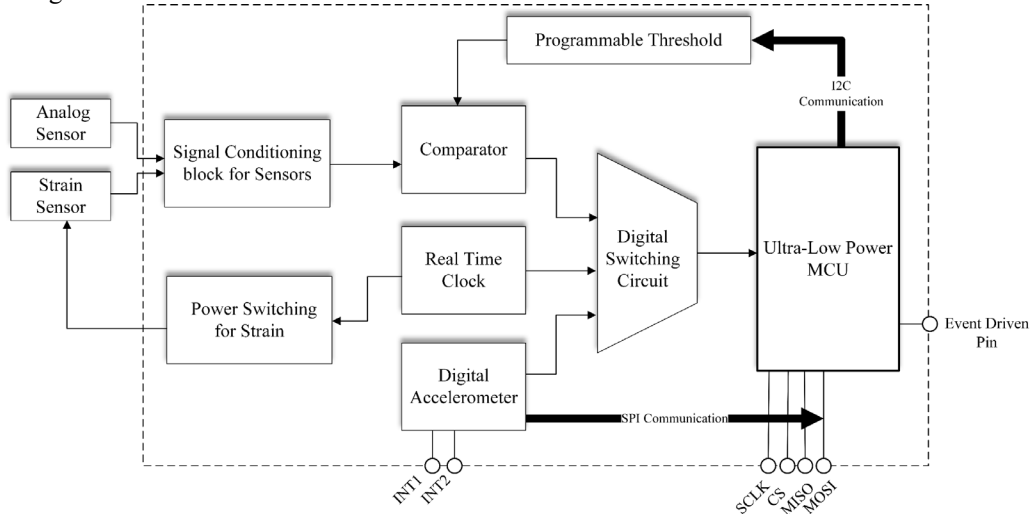 Programmable Threshold
I2C
Communication
Analog
Sensor
Strain
Sensor
Signal Conditioning
block for Sensors
Comparator
Digital
Switching
Circuit
Ultra-Low Power
MCU
Real Time
Clock
Power Switching
for Strain
Event Driven
Pin
Digital
Accelerometer
SPI Communication
INT1
INT2
SCLK
CS
MISO
MOSI